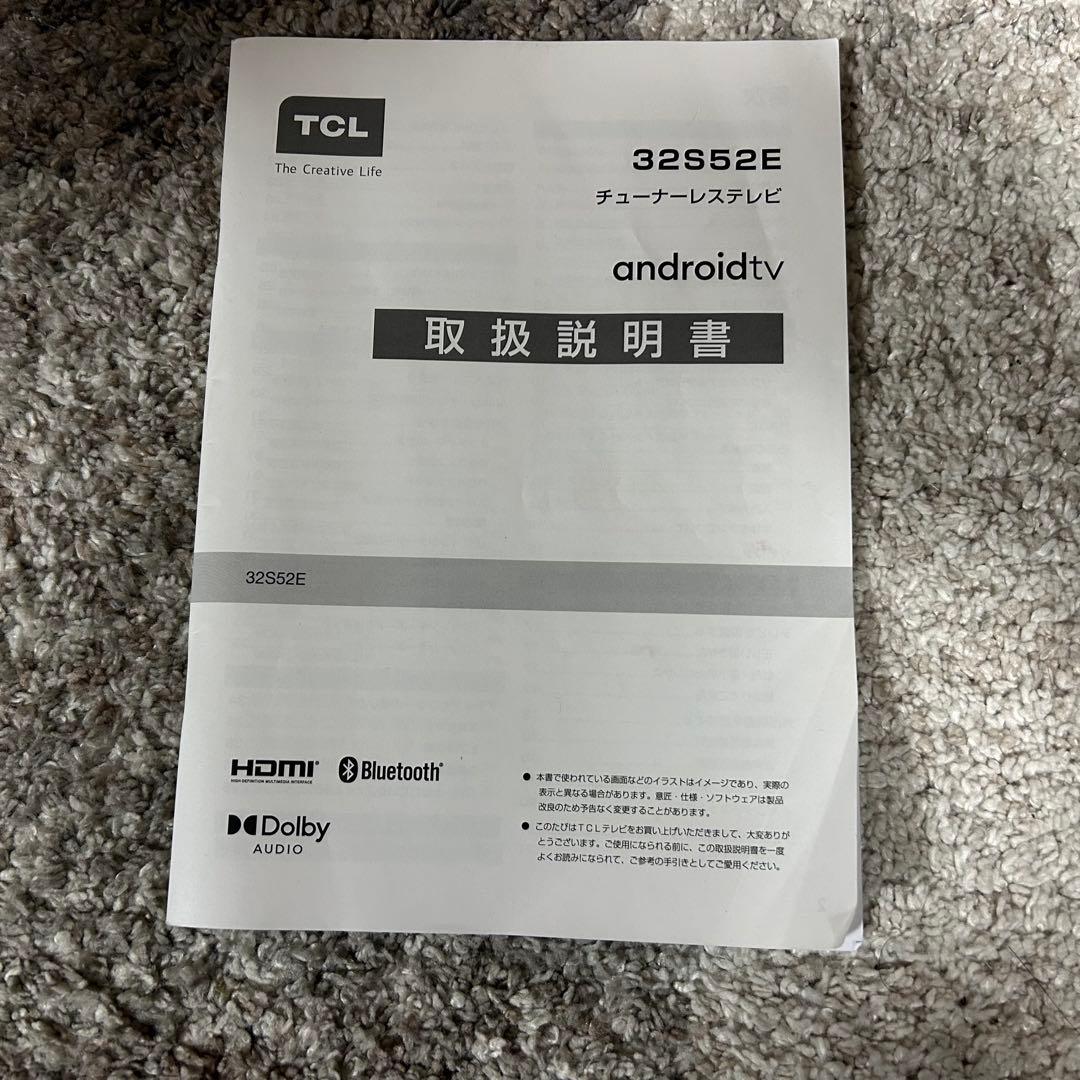 TCL
The Creative Life
32S52E
チューナーレステレビ
androidtv
取扱説明書
32S52E
HDMI
HIGH-DEFINITION MULTIMEDIA INTERFACE
Bluetooth®
Dolby
AUDIO
● 本書で使われている画面などのイラストはイメージであり、実際の
表示と異なる場合があります。意匠・仕様・ソフトウェアは製品
改良のため予告なく変更することがあります。
● このたびはTCLテレビをお買い上げいただきまして、大変ありが
とうございます。ご使用になられる前に、この取扱説明書を一度
よくお読みになられて、ご参考の手引きとしてご愛用ください。